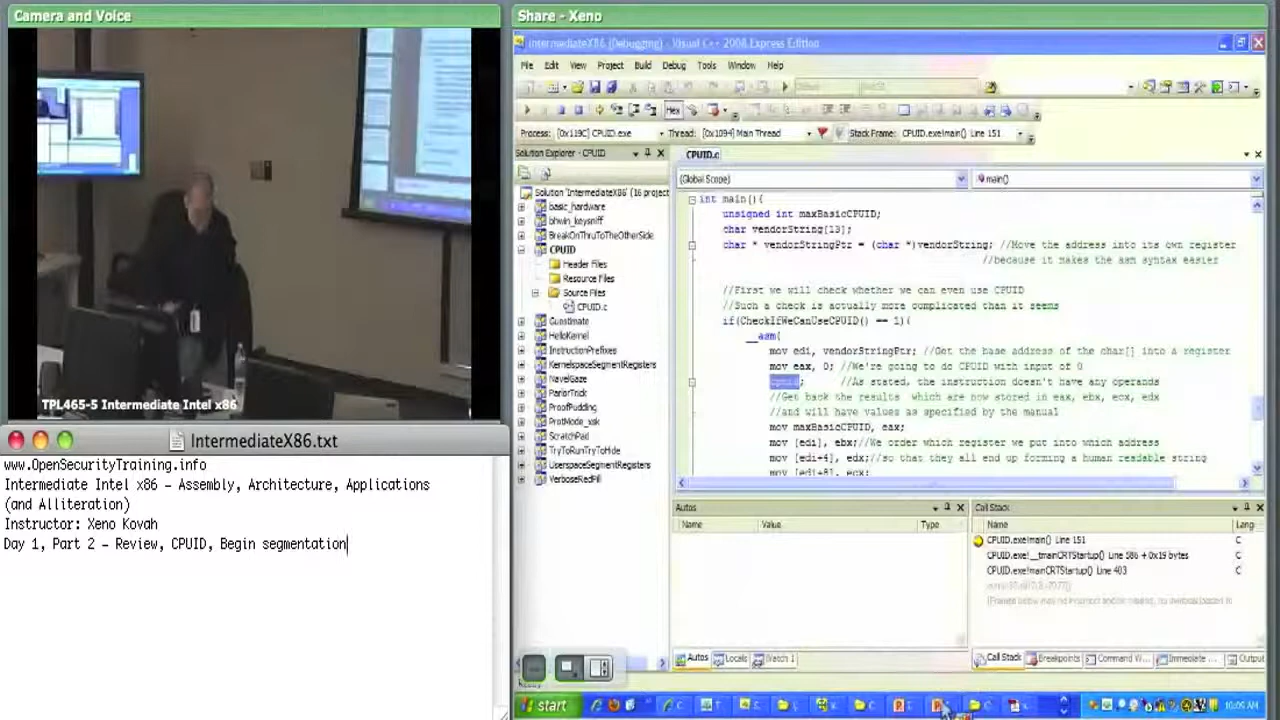 Camera and Voice
TPL465-5 Intermediate Intel x86
IntermediateX86.txt
www.OpenSecurityTraining.info
Intermediate Intel x86 – Assembly, Architecture, Applications
(and Alliteration)
Instructor: Xeno Kovah
Day 1, Part 2 – Review, CPUID, Begin segmentation
Share - Xeno
IntermediateX86 (Debugging) - Visual C++ 2008 Express Edition
File Edit View Project Build Debug Tools Window Help
Hex
Process: [0x119C] CPUID.exe Thread: [0x1094] Main Thread Stack Frame: CPUID.exe!main() Line 151
Solution Explorer - CPUID
Solution 'IntermediateX86' (16 project
basic_hardware
bhwin_keysniff
BreakOnThruToTheOtherSide
CPUID
Header Files
Resource Files
Source Files
CPUID.c
Guestimate
HelloKernel
InstructionPrefixes
KernelspaceSegmentRegisters
NavelGaze
ParlorTrick
ProofPudding
ProtMode_xsk
ScratchPad
TryToRunTryToHide
UserspaceSegmentRegisters
VerboseRedPill
CPUID.c
(Global Scope) main()
int main(){
unsigned int maxBasicCPUID;
char vendorString[13];
char * vendorStringPtr = (char *)vendorString; //Move the address into its own register
//because it makes the asm syntax easier
//First we will check whether we can even use CPUID
//Such a check is actually more complicated than it seems
if(CheckIfWeCanUseCPUID() == 1){
__asm{
mov edi, vendorStringPtr; //Get the base address of the char[] into a register
mov eax, 0; //We're going to do CPUID with input of 0
cpuid; //As stated, the instruction doesn't have any operands
//Get back the results which are now stored in eax, ebx, ecx, edx
//and will have values as specified by the manual
mov maxBasicCPUID, eax;
mov [edi], ebx;//We order which register we put into which address
mov [edi+4], edx;//so that they all end up forming a human readable string
mov [edi+8], ecx;
Autos
Name Value Type
Autos Locals Watch 1
Call Stack
Name Lang
CPUID.exe!main() Line 151 C
CPUID.exe!__tmainCRTStartup() Line 586 + 0x19 bytes C
CPUID.exe!mainCRTStartup() Line 403 C
Call Stack Breakpoints Command W... Immediate ... Output
Ready
start
10:05 AM